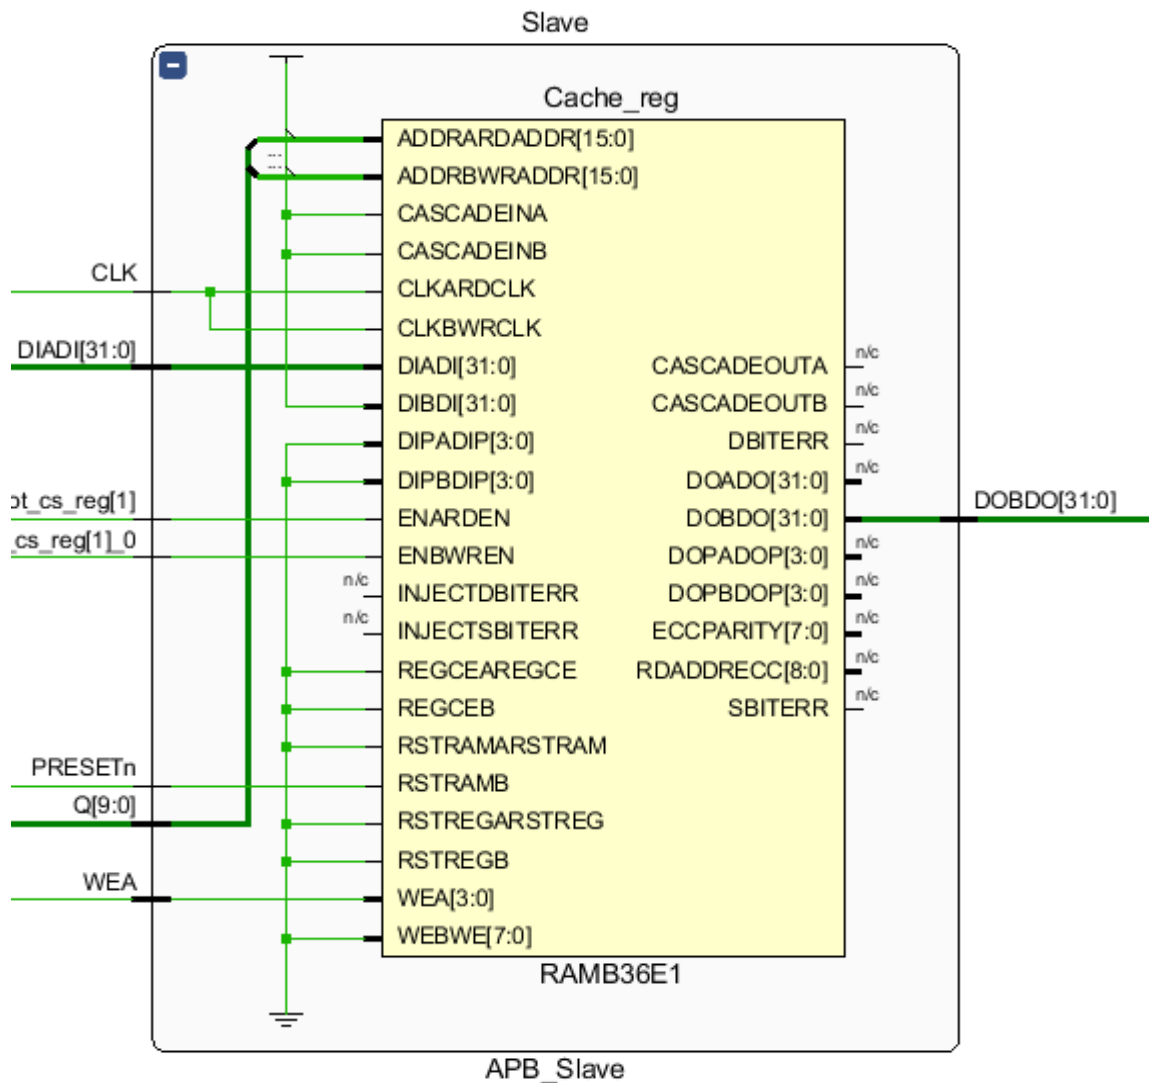 Slave
Cache_reg
ADDRARDADDR[15:0]
ADDRBWRADDR[15:0]
CASCADEINA
CASCADEINB
CLK
CLKARDCLK
CLKBWRCLK
DIADI[31:0]
DIADI[31:0]
CASCADEOUTA
n/c
DIBDI[31:0]
CASCADEOUTB
n/c
DIPADIP[3:0]
DBITERR
n/c
DIPBDIP[3:0]
DOADO[31:0]
n/c
ot_cs_reg[1]
ENARDEN
DOBDO[31:0]
DOBDO[31:0]
_cs_reg[1]_0
ENBWREN
DOPADOP[3:0]
n/c
n/c
INJECTDBITERR
DOPBDOP[3:0]
n/c
n/c
INJECTSBITERR
ECCPARITY[7:0]
n/c
REGCEAREGCE
RDADDRECC[8:0]
n/c
REGCEB
SBITERR
n/c
RSTRAMARSTRAM
PRESETn
RSTRAMB
Q[9:0]
RSTREGARSTREG
RSTREGB
WEA
WEA[3:0]
WEBWE[7:0]
RAMB36E1
APB_Slave